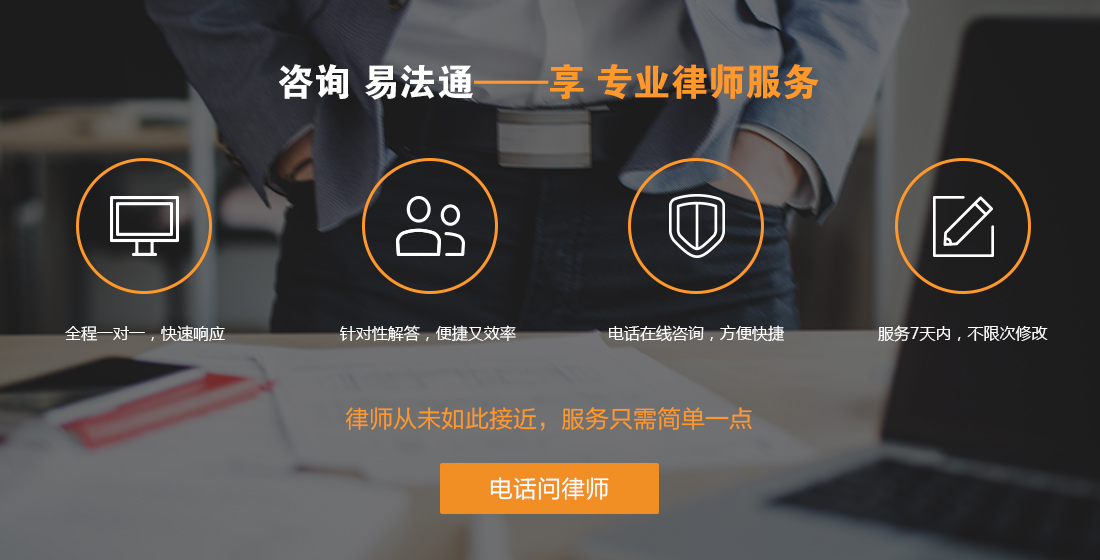 咨询 易法通——享 专业律师服务
全程一对一，快速响应
针对性解答，便捷又效率
电话在线咨询，方便快捷
服务7天内，不限次修改
律师从未如此接近，服务只需简单一点
电话问律师